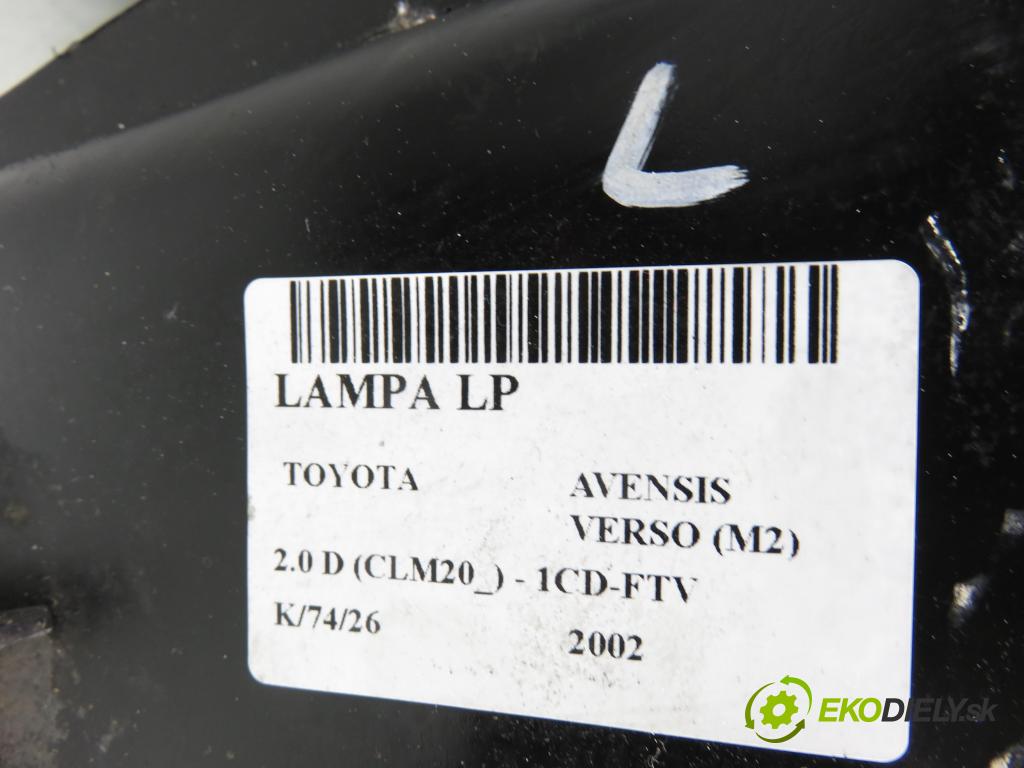 L
LAMPA LP
TOYOTA AVENSIS
VERSO (M2)
2.0 D (CLM20_) - 1CD-FTV
K/74/26 2002
EKODIELY.sk